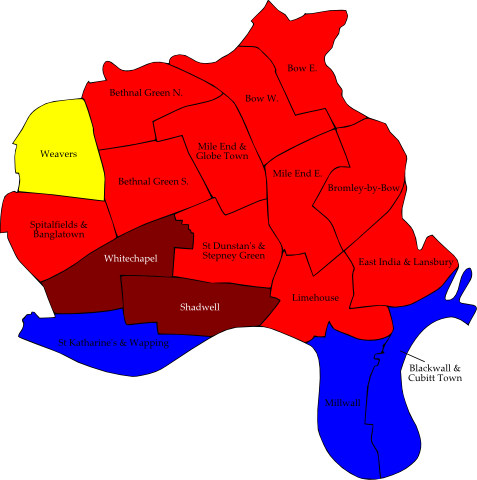 Bow E.
Bethnal Green N.
Bow W.
Weavers
Mile End &
Globe Town
Mile End E.
Bethnal Green S.
Bromley-by-Bow
Spitalfields &
Banglatown
St Dunstan's &
Stepney Green
Whitechapel
East India & Lansbury
Limehouse
Shadwell
St Katharine's & Wapping
Blackwall &
Cubitt Town
Millwall